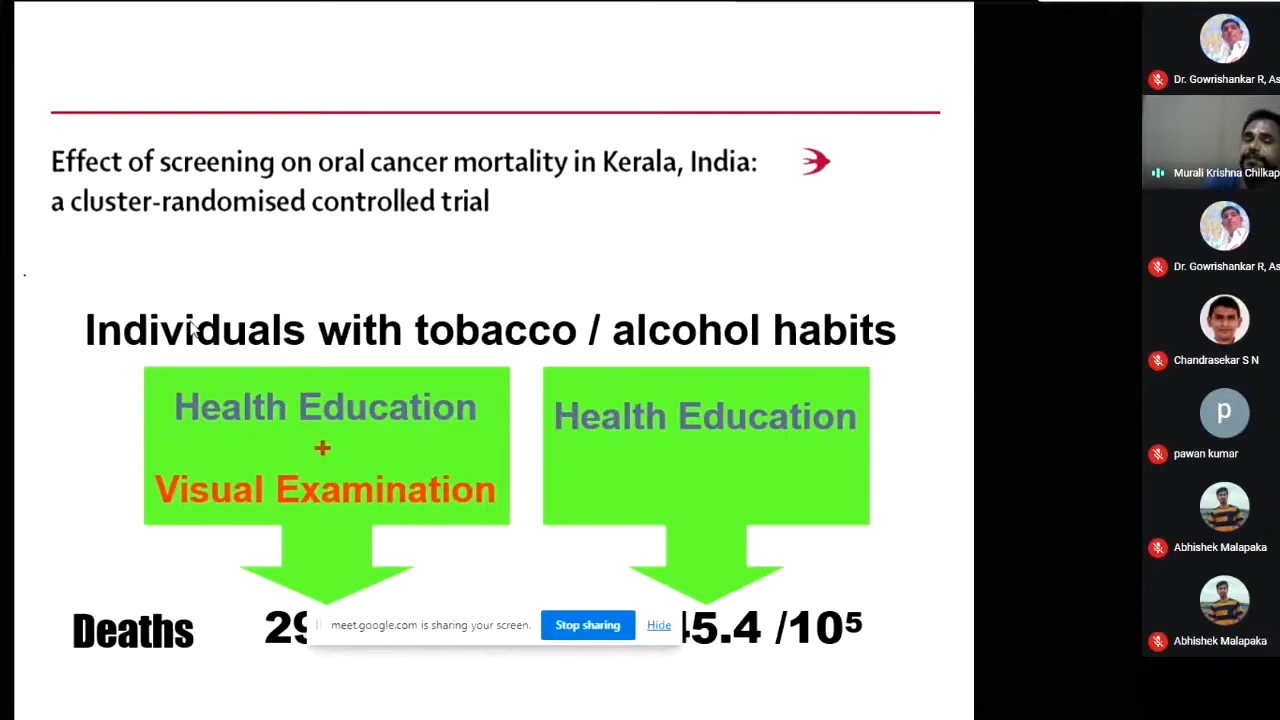 Effect of screening on oral cancer mortality in Kerala, India:
a cluster-randomised controlled trial
Individuals with tobacco / alcohol habits
Health Education
+
Visual Examination
Health Education
Deaths
29
meet.google.com is sharing your screen.
Stop sharing
Hide
45.4 /10⁵
Dr. Gowrishankar R, As
Murali Krishna Chilkap
Dr. Gowrishankar R, As
Chandrasekar S N
p
pawan kumar
Abhishek Malapaka
Abhishek Malapaka